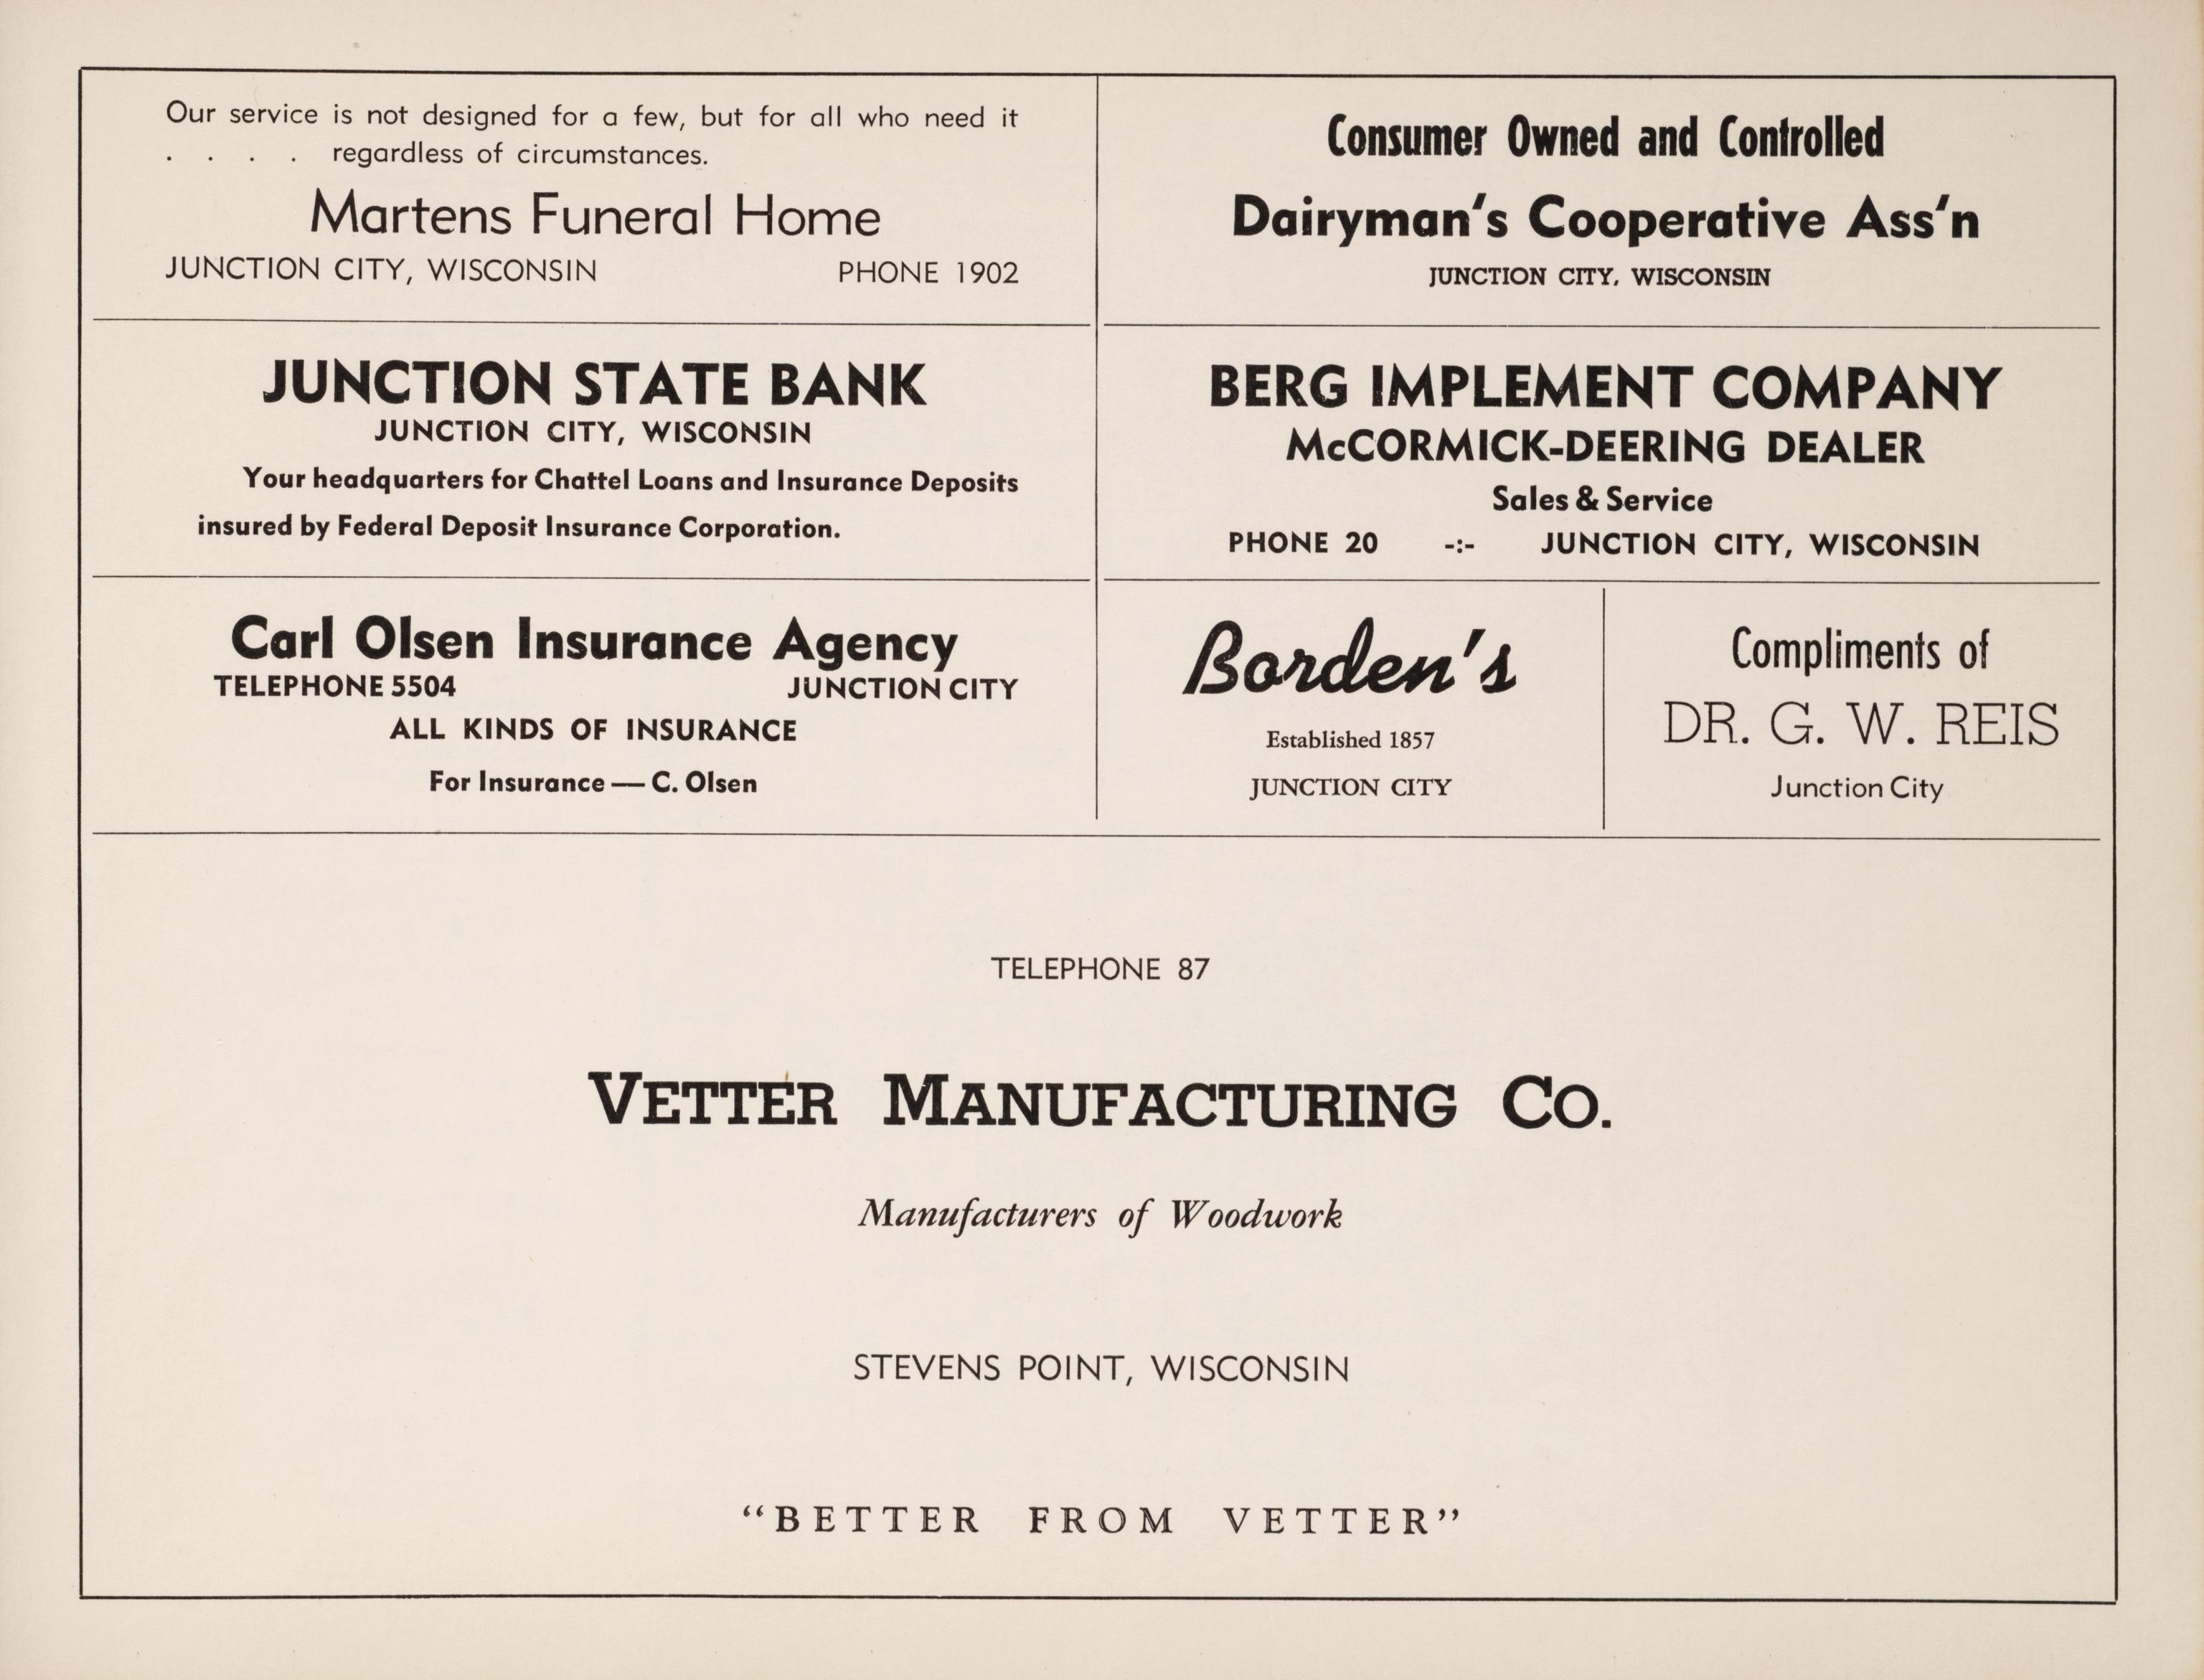 Our service is not designed for a few, but for all who need it
. . . . regardless of circumstances.
Martens Funeral Home
JUNCTION CITY, WISCONSIN PHONE 1902
Consumer Owned and Controlled
Dairyman's Cooperative Ass'n
JUNCTION CITY, WISCONSIN
JUNCTION STATE BANK
JUNCTION CITY, WISCONSIN
Your headquarters for Chattel Loans and Insurance Deposits
insured by Federal Deposit Insurance Corporation.
BERG IMPLEMENT COMPANY
McCORMICK-DEERING DEALER
Sales & Service
PHONE 20 -:- JUNCTION CITY, WISCONSIN
Carl Olsen Insurance Agency
TELEPHONE 5504 JUNCTION CITY
ALL KINDS OF INSURANCE
For Insurance — C. Olsen
Borden's
Established 1857
JUNCTION CITY
Compliments of
DR. G. W. REIS
Junction City
TELEPHONE 87
VETTER MANUFACTURING CO.
Manufacturers of Woodwork
STEVENS POINT, WISCONSIN
"BETTER FROM VETTER"